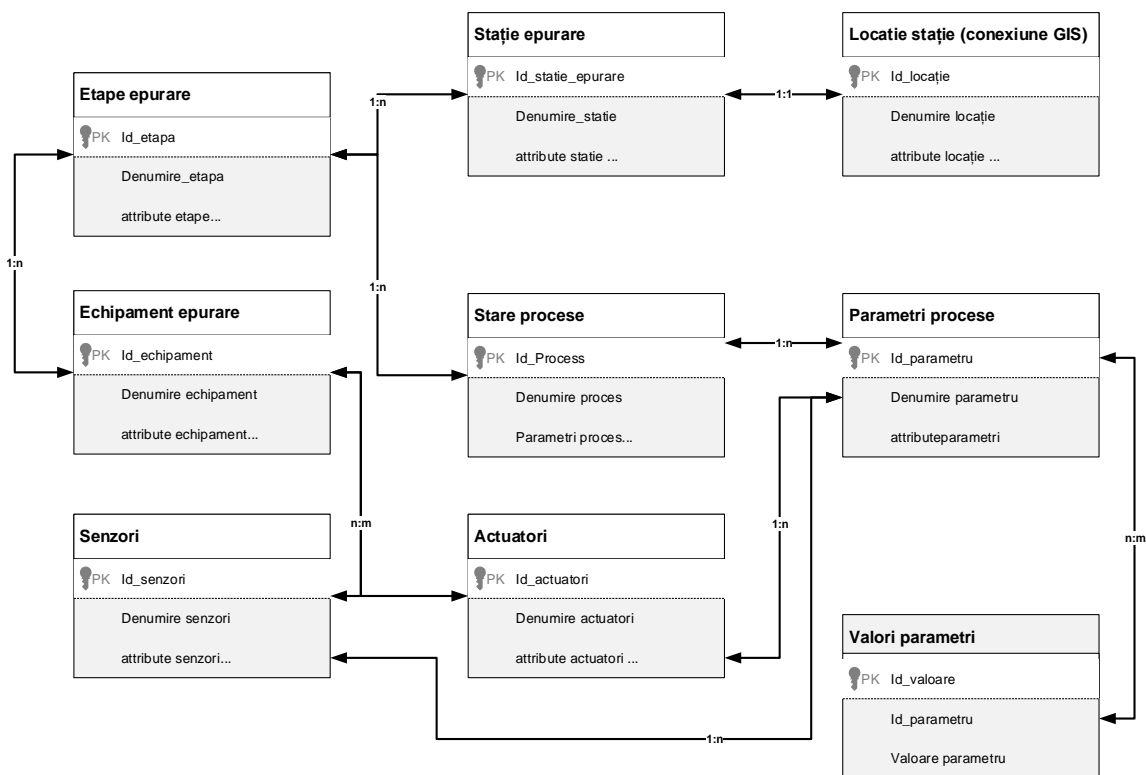 Stație epurare
PK Id_statie_epurare
Denumire_statie
attribute statie ...
Locatie stație (conexiune GIS)
PK Id_locație
Denumire locație
attribute locație ...
1:1
Etape epurare
PK Id_etapa
Denumire_etapa
attribute etape...
1:n
1:n
1:n
Echipament epurare
PK Id_echipament
Denumire echipament
attribute echipament...
Stare procese
PK Id_Process
Denumire proces
Parametri proces...
1:n
Parametri procese
PK Id_parametru
Denumire parametru
attributeparametri
n:m
1:n
n:m
Senzori
PK Id_senzori
Denumire senzori
attribute senzori...
Actuatori
PK Id_actuatori
Denumire actuatori
attribute actuatori ...
Valori parametri
PK Id_valoare
Id_parametru
Valoare parametru
1:n